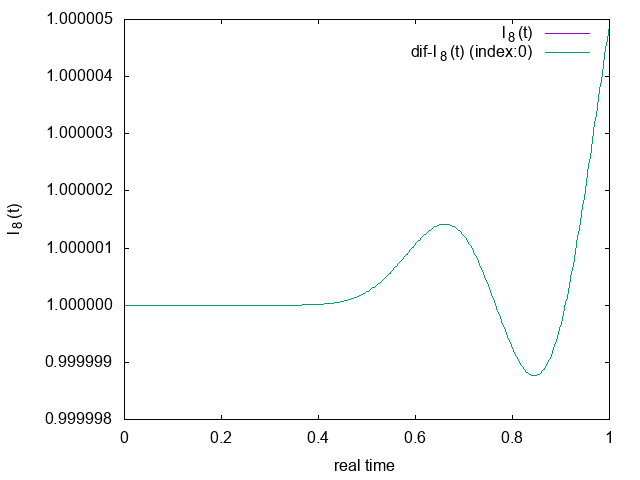 I8(t)
dif-I8(t) (index:0)
1.000005
1.000004
1.000003
1.000002
1.000001
1.000000
0.999999
0.999998
I8(t)
0 0.2 0.4 0.6 0.8 1
real time